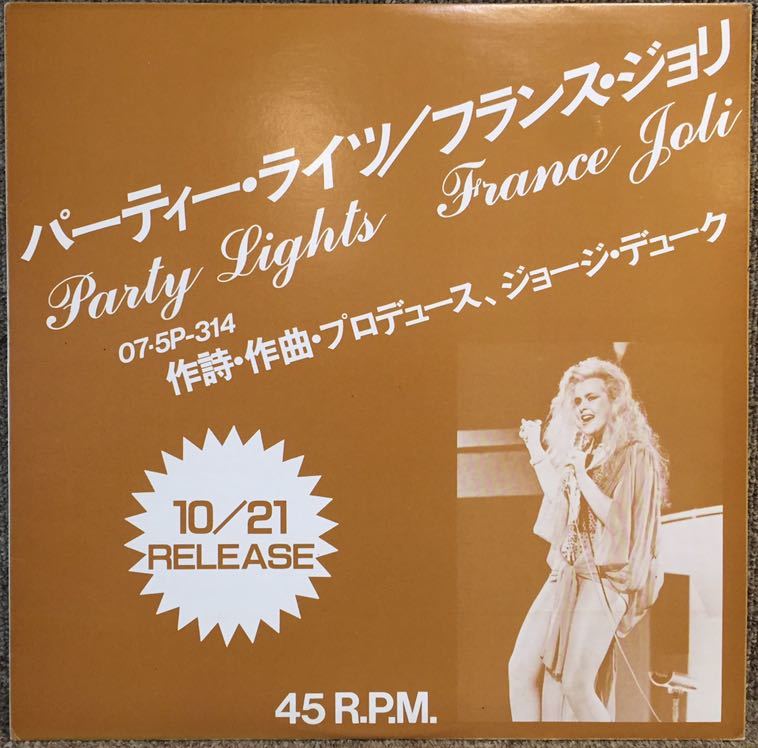 パーティー・ライツ/フランス・ジョリ
Party Lights France Joli
07・5P-314
作詩・作曲・プロデュース、ジョージ・デューク
10/21
RELEASE
45 R.P.M.